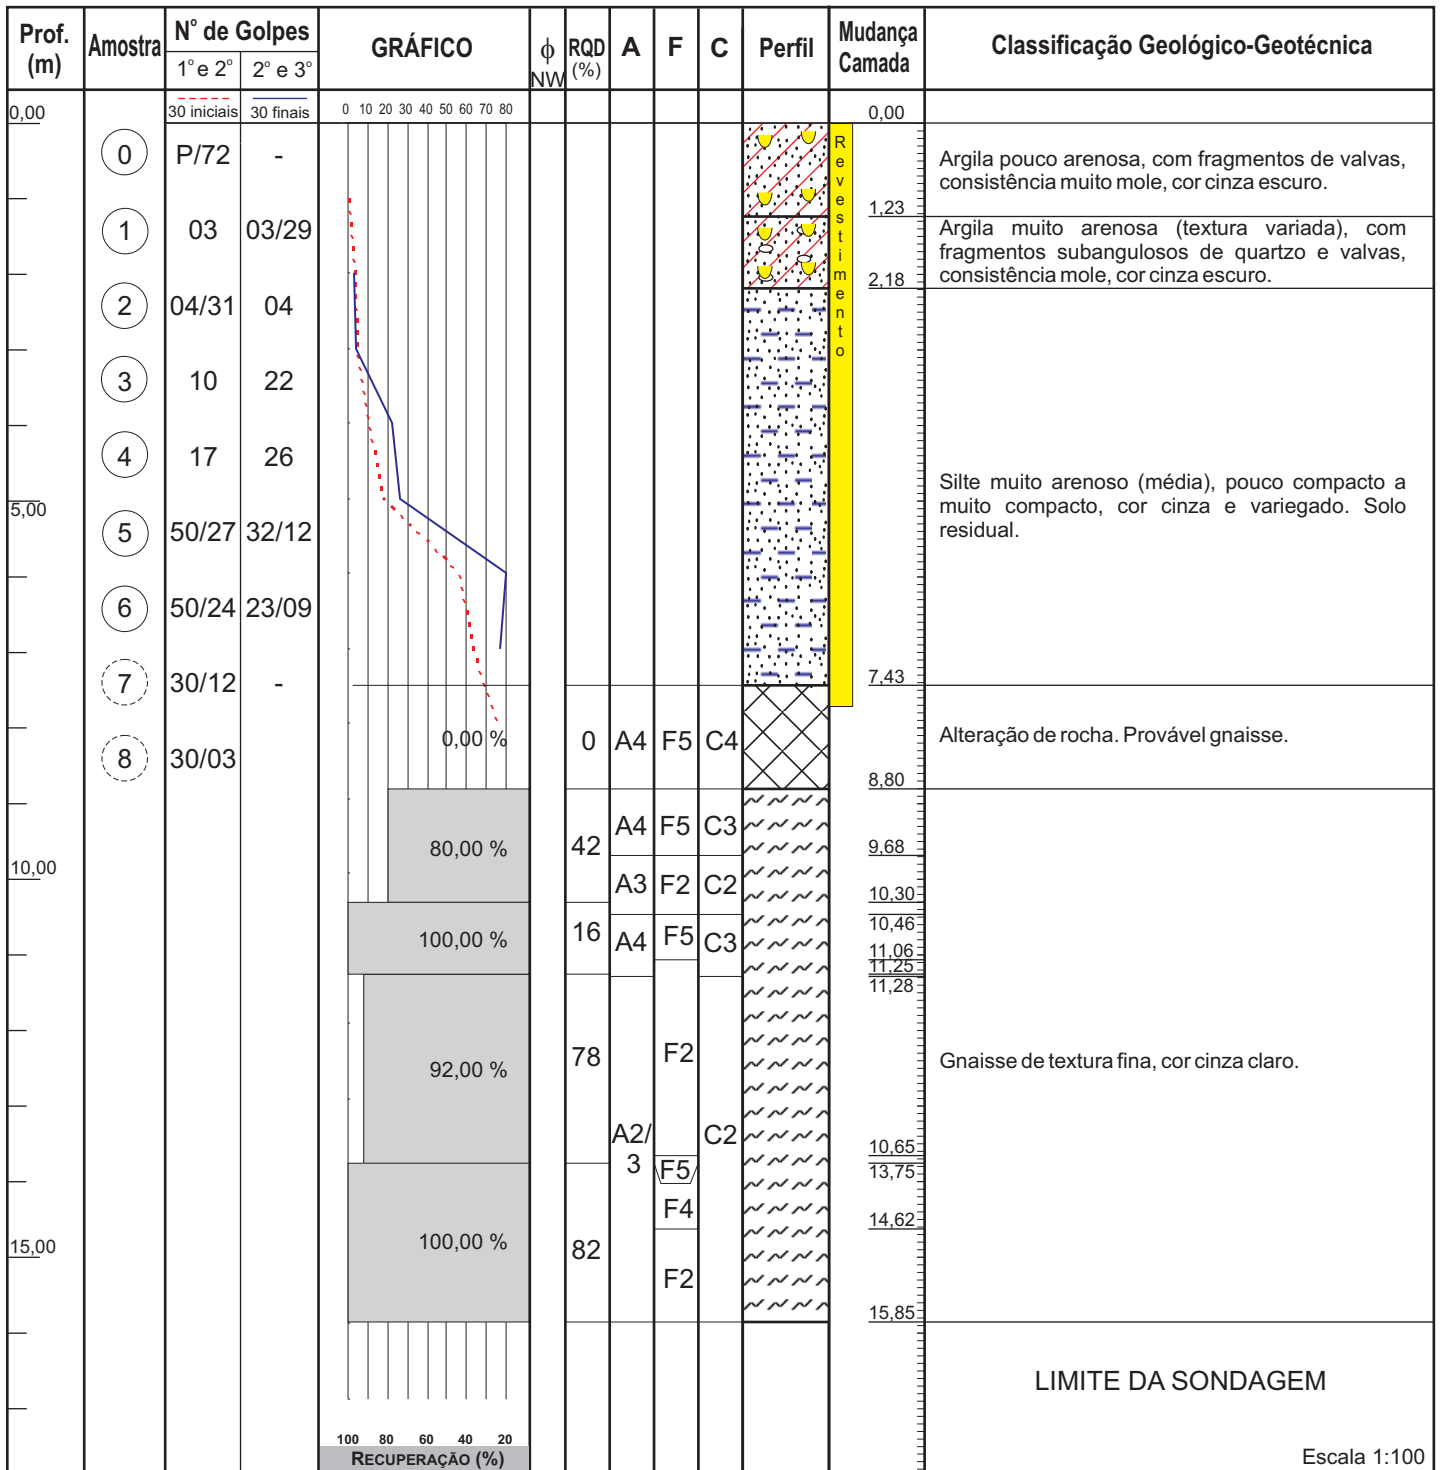 Prof. (m) Amostra N° de Golpes GRÁFICO ϕ NW RQD (%) A F C Perfil Mudança Camada Classificação Geológico-Geotécnica
1° e 2° 2° e 3°
30 iniciais 30 finais 0 10 20 30 40 50 60 70 80
0,00 0,00
Revestimento
0 P/72 - Argila pouco arenosa, com fragmentos de valvas,
consistência muito mole, cor cinza escuro.
1,23
1 03 03/29 Argila muito arenosa (textura variada), com
fragmentos subangulosos de quartzo e valvas,
consistência mole, cor cinza escuro.
2,18
2 04/31 04
3 10 22
4 17 26
Silte muito arenoso (média), pouco compacto a
muito compacto, cor cinza e variegado. Solo
residual.
5,00
5 50/27 32/12
6 50/24 23/09
7 30/12 - 7,43
0,00 % 0 A4 F5 C4 Alteração de rocha. Provável gnaisse.
8 30/03
8,80
A4 F5 C3
80,00 % 42 9,68
10,00
A3 F2 C2 10,30
10,46
100,00 % 16 A4 F5 C3
11,06
11,25
11,28
92,00 % 78 F2 Gnaisse de textura fina, cor cinza claro.
A2/3 C2 10,65
F5 13,75
F4
14,62
15,00
100,00 % 82
F2
15,85
LIMITE DA SONDAGEM
100 80 60 40 20
RECUPERAÇÃO (%)
Escala 1:100